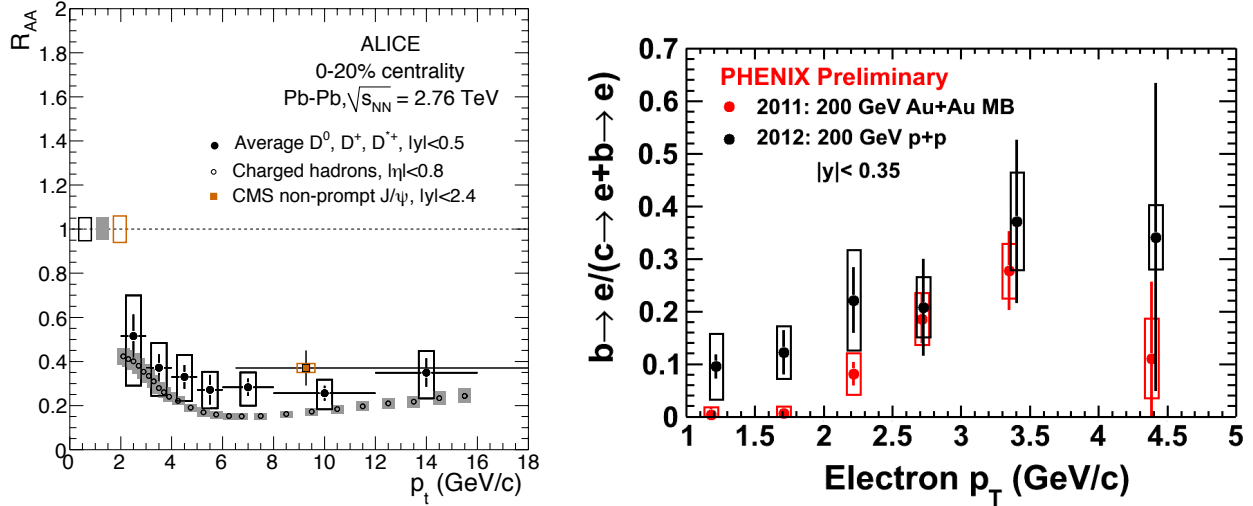 R_AA
2
1.8
1.6
1.4
1.2
1
0.8
0.6
0.4
0.2
0
ALICE
0-20% centrality
Pb-Pb, √s_NN = 2.76 TeV
Average D⁰, D⁺, D*⁺, |y|<0.5
Charged hadrons, |η|<0.8
CMS non-prompt J/ψ, |y|<2.4
0 2 4 6 8 10 12 14 16 18
p_t (GeV/c)
b→ e/(c→ e+b→ e)
0.7
0.6
0.5
0.4
0.3
0.2
0.1
0
PHENIX Preliminary
2011: 200 GeV Au+Au MB
2012: 200 GeV p+p
|y|< 0.35
1 1.5 2 2.5 3 3.5 4 4.5 5
Electron p_T (GeV/c)